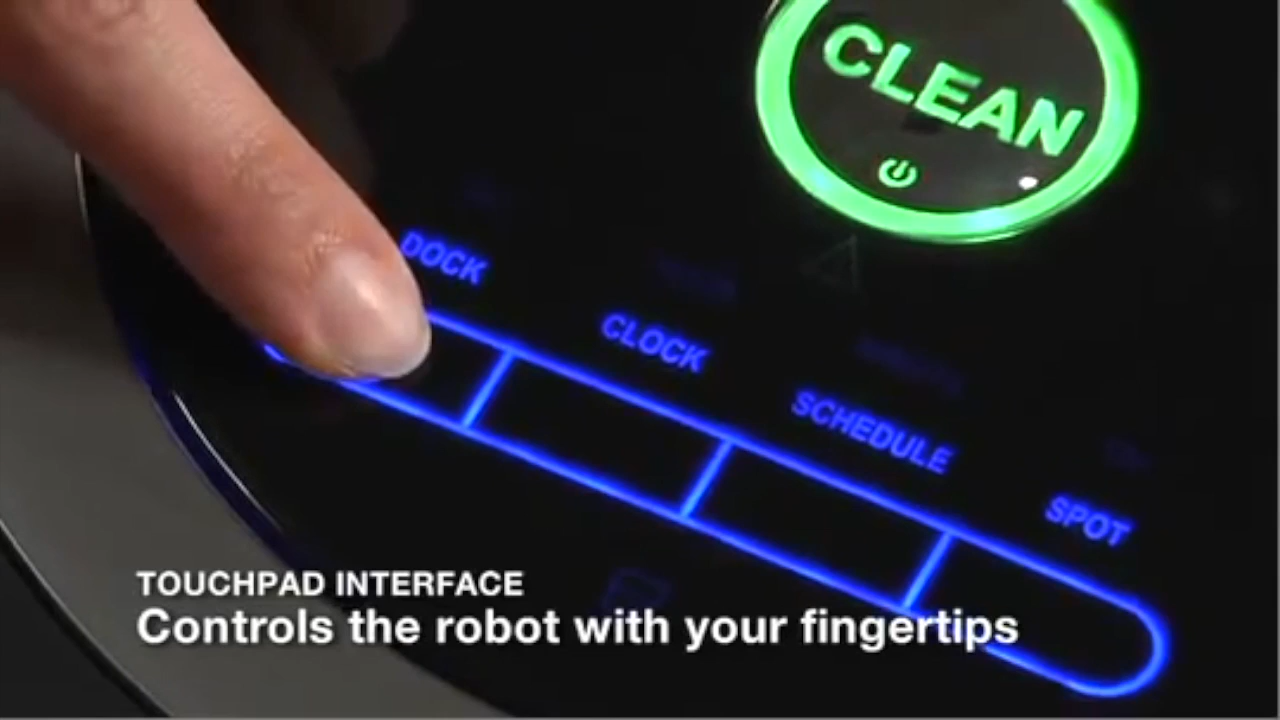 CLEAN
DOCK
CLOCK
SCHEDULE
SPOT
TOUCHPAD INTERFACE
Controls the robot with your fingertips